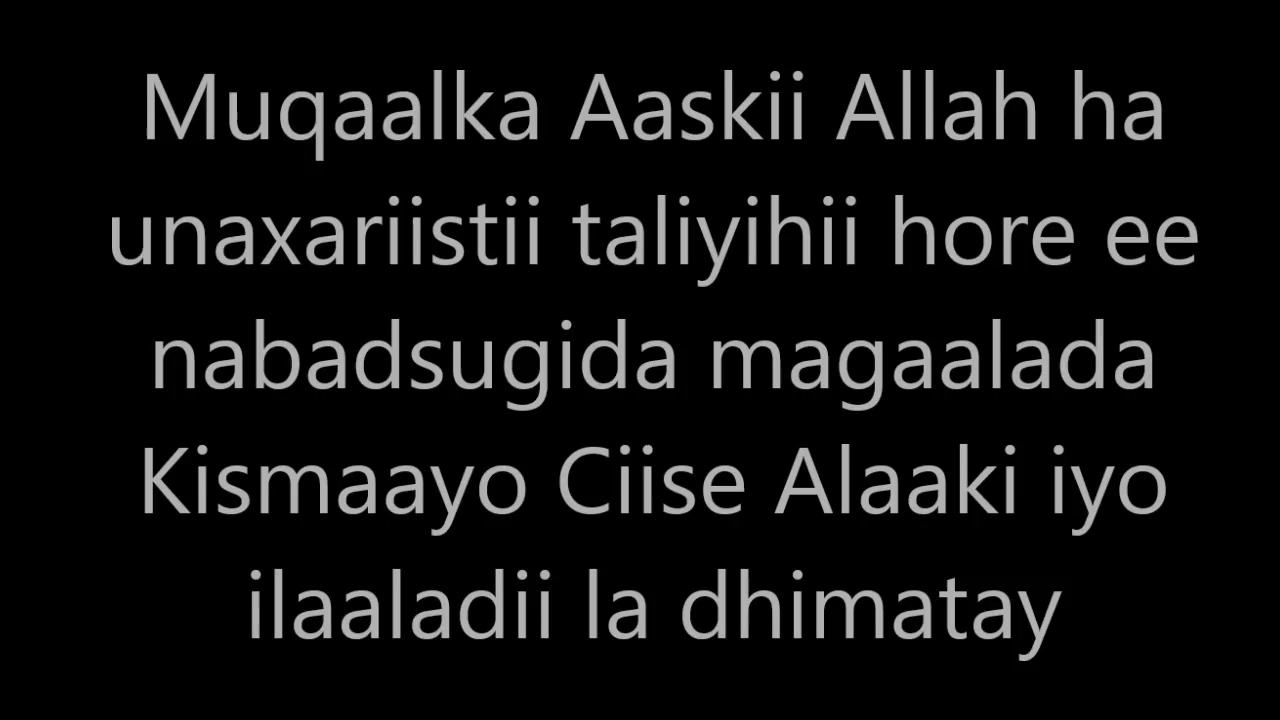 Muqaalka Aaskii Allah ha
unaxariistii taliyihii hore ee
nabadsugida magaalada
Kismaayo Ciise Alaaki iyo
ilaaladii la dhimatay